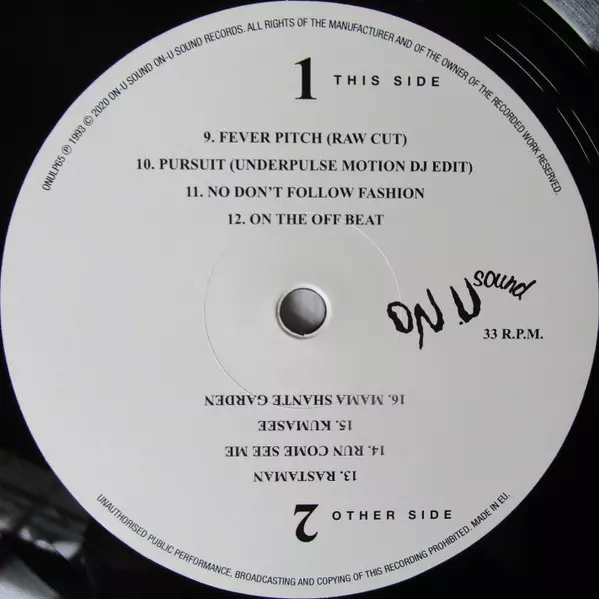 ONULP65 ℗ 1993 © 2020 ON-U SOUND ON-U SOUND RECORDS. ALL RIGHTS OF THE MANUFACTURER AND OF THE OWNER OF THE RECORDED WORK RESERVED.
1 THIS SIDE
9. FEVER PITCH (RAW CUT)
10. PURSUIT (UNDERPULSE MOTION DJ EDIT)
11. NO DON'T FOLLOW FASHION
12. ON THE OFF BEAT
ON.U sound
33 R.P.M.
16. MAMA SHANTE GARDEN
15. KUMASEE
14. RUN COME SEE ME
13. RASTAMAN
2 OTHER SIDE
UNAUTHORISED PUBLIC PERFORMANCE, BROADCASTING AND COPYING OF THIS RECORDING PROHIBITED. MADE IN EU.